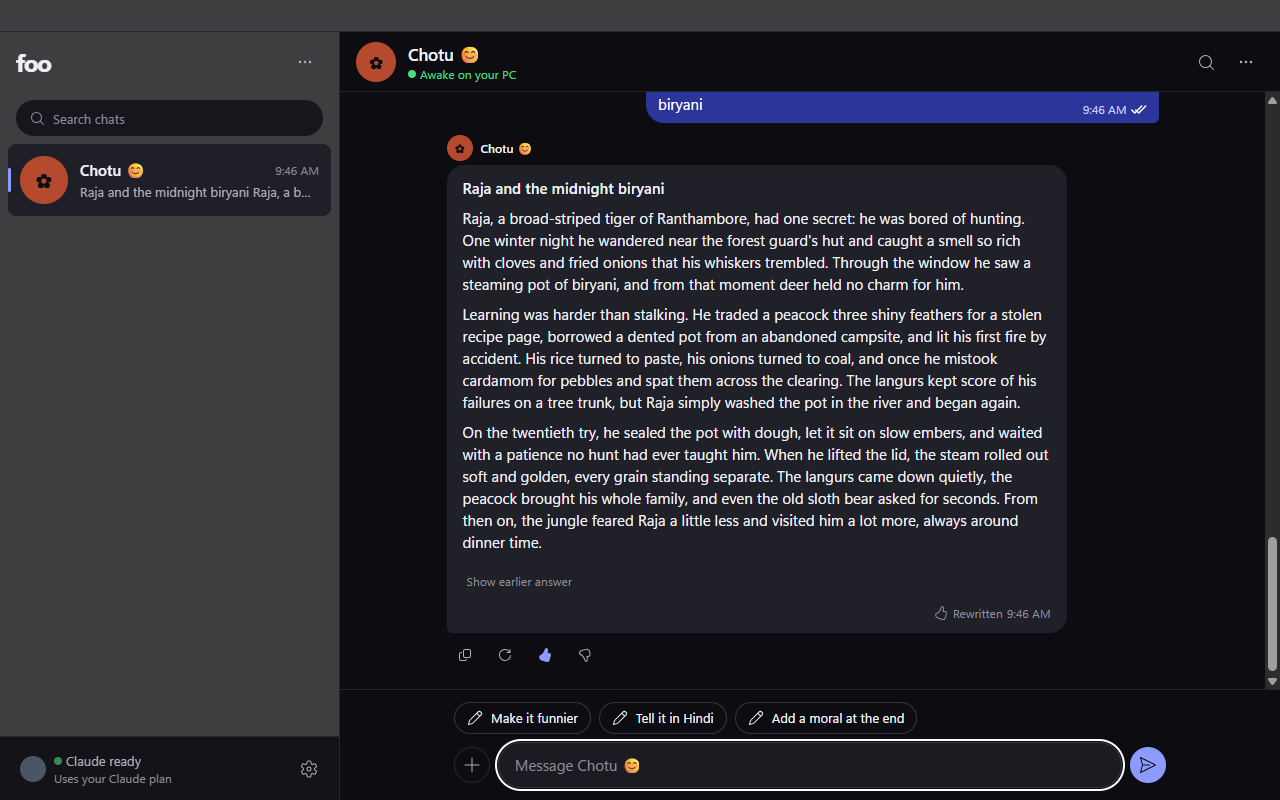 foo
...
Search chats
Chotu 😊
9:46 AM
Raja and the midnight biryani Raja, a b...
Claude ready
Uses your Claude plan
Chotu 😊
Awake on your PC
...
biryani
9:46 AM
Chotu 😊
Raja and the midnight biryani
Raja, a broad-striped tiger of Ranthambore, had one secret: he was bored of hunting.
One winter night he wandered near the forest guard's hut and caught a smell so rich
with cloves and fried onions that his whiskers trembled. Through the window he saw a
steaming pot of biryani, and from that moment deer held no charm for him.
Learning was harder than stalking. He traded a peacock three shiny feathers for a stolen
recipe page, borrowed a dented pot from an abandoned campsite, and lit his first fire by
accident. His rice turned to paste, his onions turned to coal, and once he mistook
cardamom for pebbles and spat them across the clearing. The langurs kept score of his
failures on a tree trunk, but Raja simply washed the pot in the river and began again.
On the twentieth try, he sealed the pot with dough, let it sit on slow embers, and waited
with a patience no hunt had ever taught him. When he lifted the lid, the steam rolled out
soft and golden, every grain standing separate. The langurs came down quietly, the
peacock brought his whole family, and even the old sloth bear asked for seconds. From
then on, the jungle feared Raja a little less and visited him a lot more, always around
dinner time.
Show earlier answer
Rewritten 9:46 AM
Make it funnier
Tell it in Hindi
Add a moral at the end
Message Chotu 😊